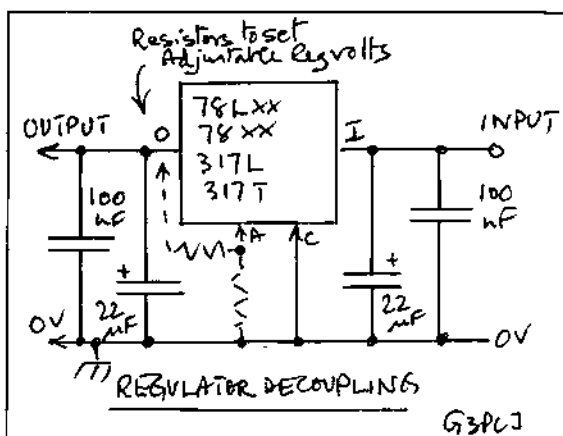 Resistors to set
Adjustable Reg volts
OUTPUT
O
78LXX
78XX
317L
317T
I
INPUT
100
nF
100
nF
A
C
+
22
μF
+
22
μF
0V
0V
REGULATOR DECOUPLING
G3PCJ